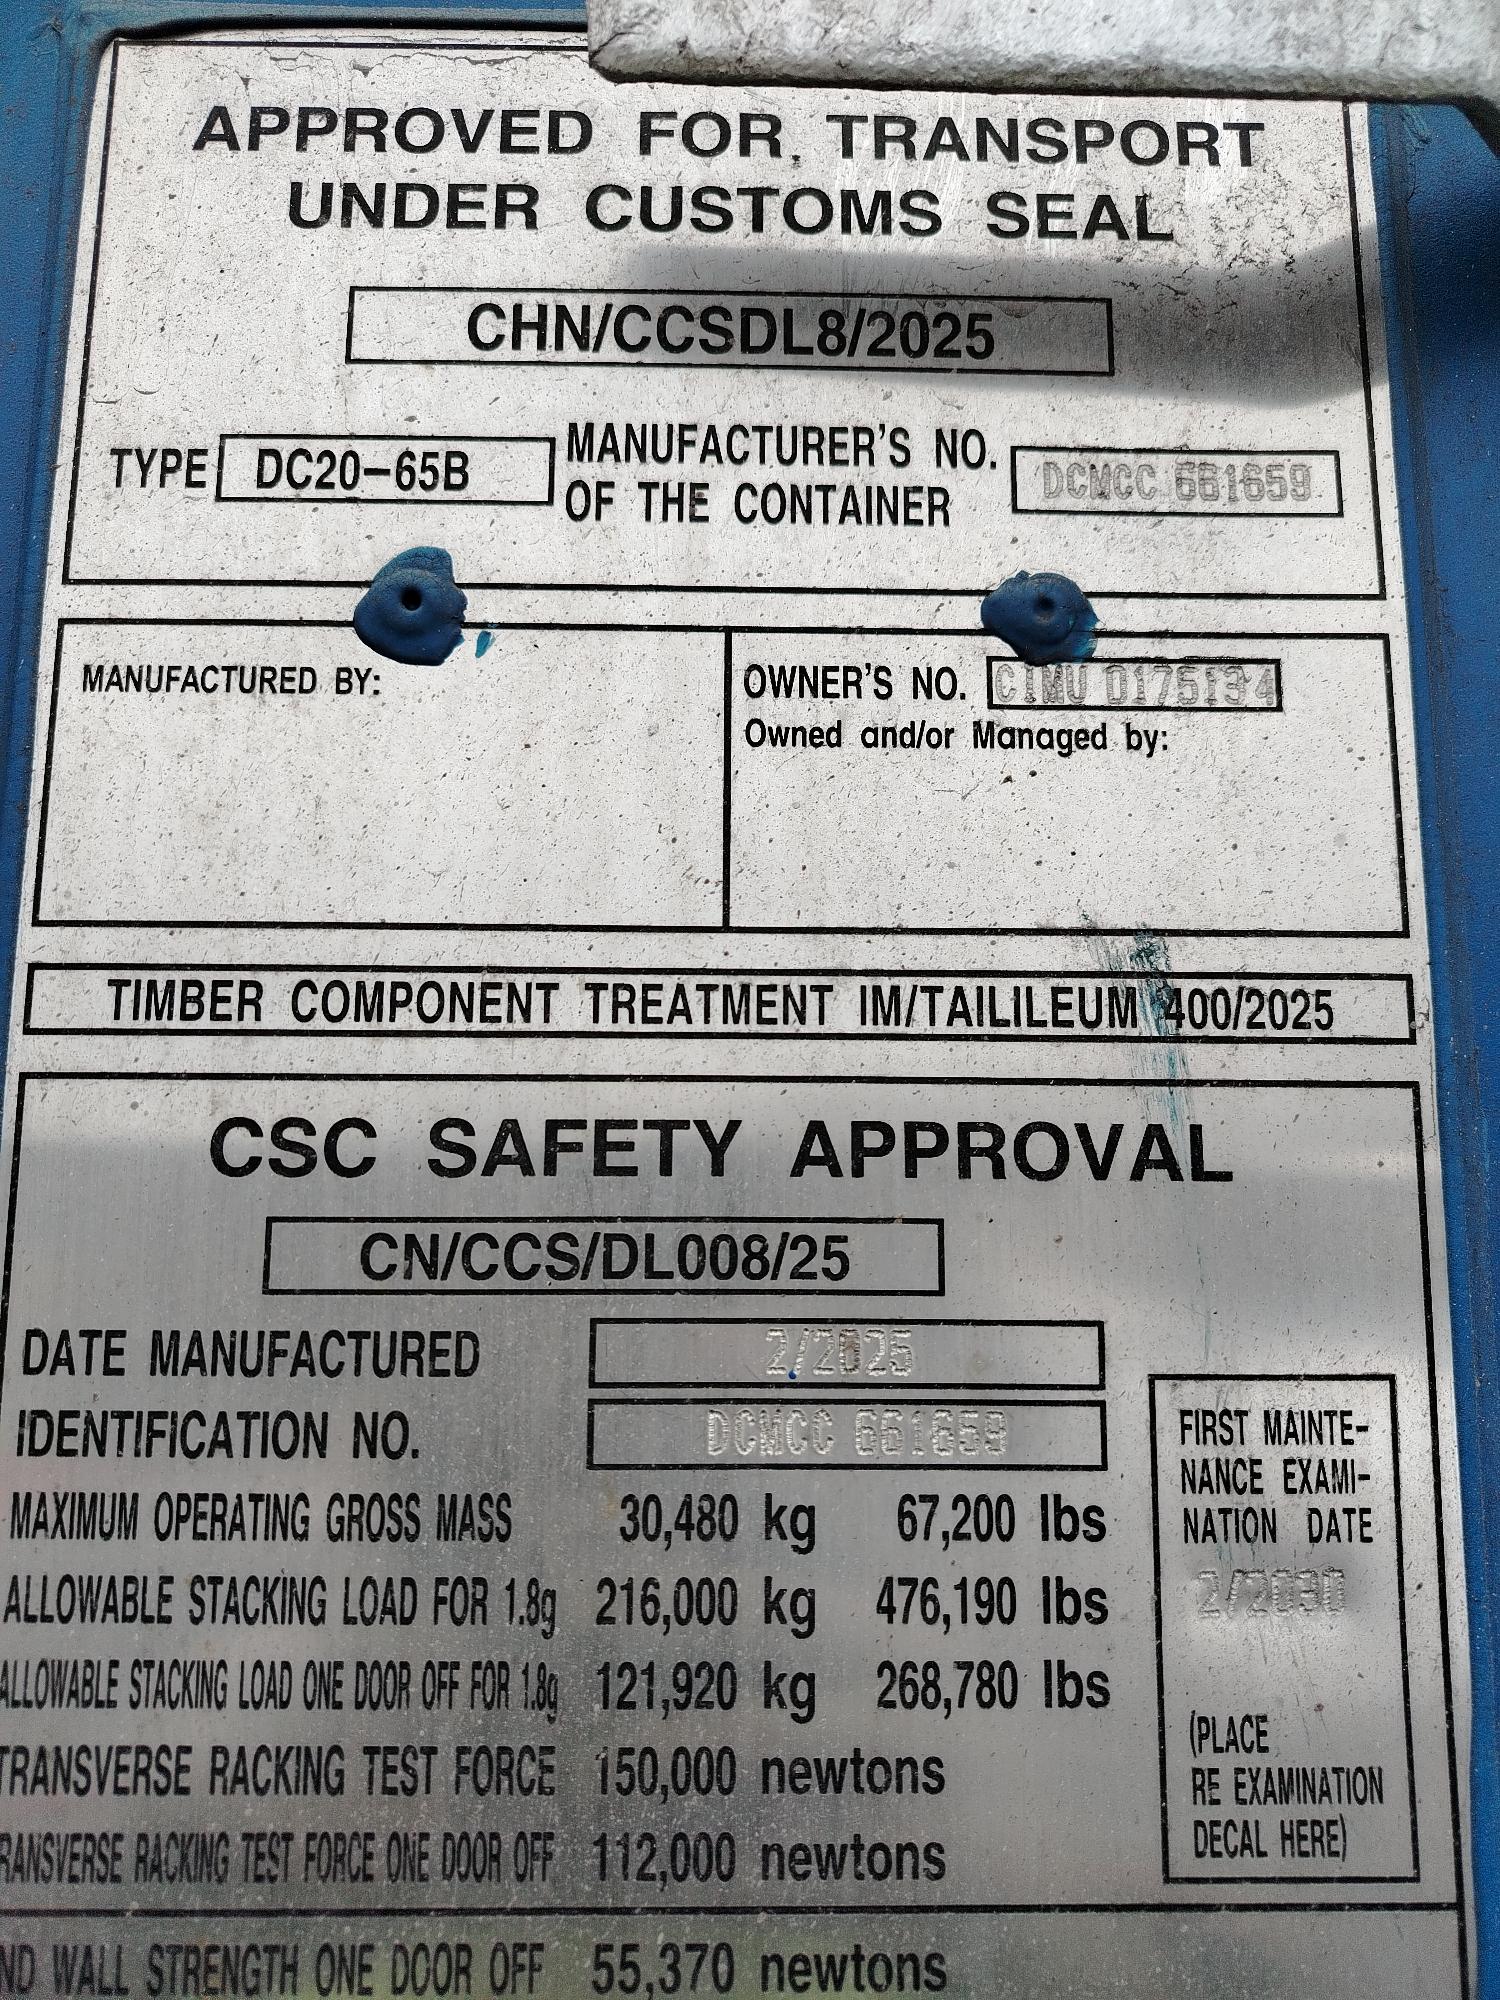 APPROVED FOR TRANSPORT
UNDER CUSTOMS SEAL
CHN/CCSDL8/2025
TYPE DC20-65B
MANUFACTURER'S NO.
OF THE CONTAINER
DCMCC 661659
MANUFACTURED BY:
OWNER'S NO. CIMU 0175134
Owned and/or Managed by:
TIMBER COMPONENT TREATMENT IM/TAILILEUM 400/2025
CSC SAFETY APPROVAL
CN/CCS/DL008/25
DATE MANUFACTURED 2/2025
IDENTIFICATION NO. DCMCC 661659
MAXIMUM OPERATING GROSS MASS 30,480 kg 67,200 lbs
ALLOWABLE STACKING LOAD FOR 1.8g 216,000 kg 476,190 lbs
ALLOWABLE STACKING LOAD ONE DOOR OFF FOR 1.8g 121,920 kg 268,780 lbs
TRANSVERSE RACKING TEST FORCE 150,000 newtons
RANSVERSE RACKING TEST FORCE ONE DOOR OFF 112,000 newtons
ND WALL STRENGTH ONE DOOR OFF 55,370 newtons
FIRST MAINTE-
NANCE EXAMI-
NATION DATE
2/2030
(PLACE
RE EXAMINATION
DECAL HERE)